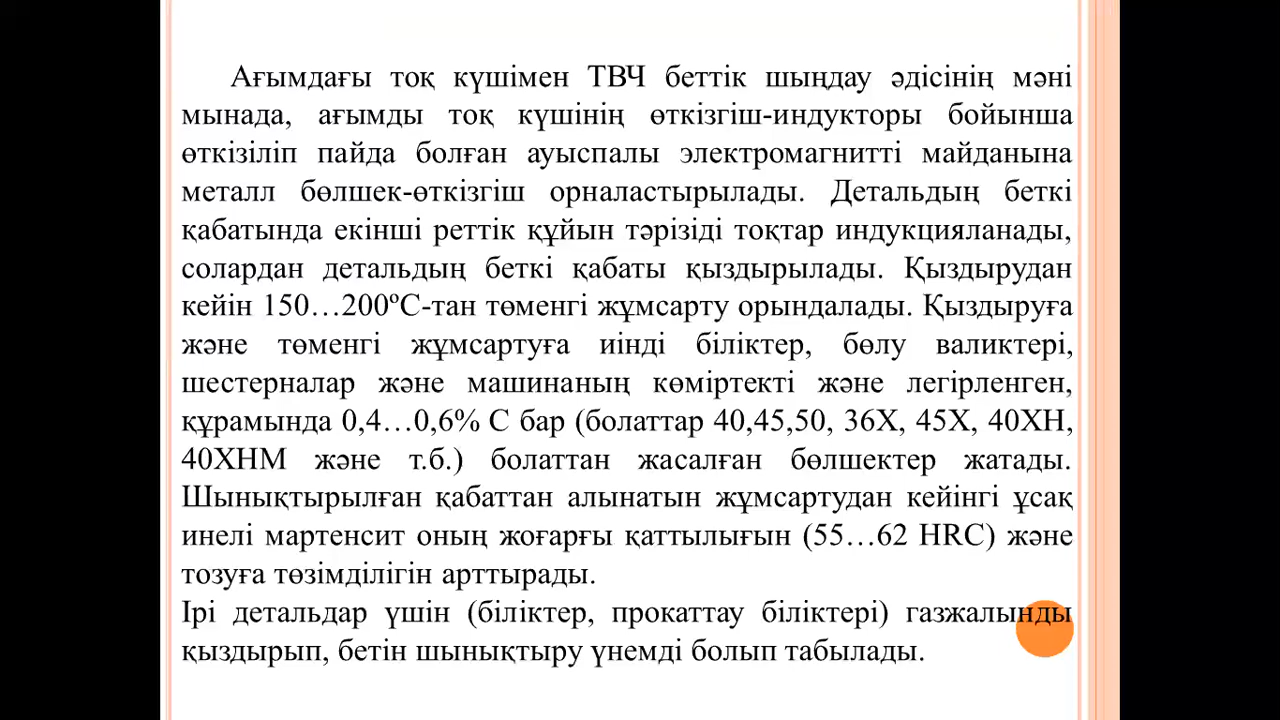 Ағымдағы тоқ күшімен ТВЧ беттік шыңдау әдісінің мәні
мынада, ағымды тоқ күшінің өткізгіш-индукторы бойынша
өткізіліп пайда болған ауыспалы электромагнитті майданына
металл бөлшек-өткізгіш орналастырылады. Детальдың беткі
қабатында екінші реттік құйын тәрізіді тоқтар индукцияланады,
солардан детальдың беткі қабаты қыздырылады. Қыздырудан
кейін 150…200ºС-тан төменгі жұмсарту орындалады. Қыздыруға
және төменгі жұмсартуға иінді біліктер, бөлу валиктері,
шестерналар және машинаның көміртекті және легірленген,
құрамында 0,4…0,6% С бар (болаттар 40,45,50, 36Х, 45Х, 40ХН,
40ХНМ және т.б.) болаттан жасалған бөлшектер жатады.
Шынықтырылған қабаттан алынатын жұмсартудан кейінгі ұсақ
инелі мартенсит оның жоғарғы қаттылығын (55…62 HRC) және
тозуға төзімділігін арттырады.
Ірі детальдар үшін (біліктер, прокаттау біліктері) газжалынды
қыздырып, бетін шынықтыру үнемді болып табылады.